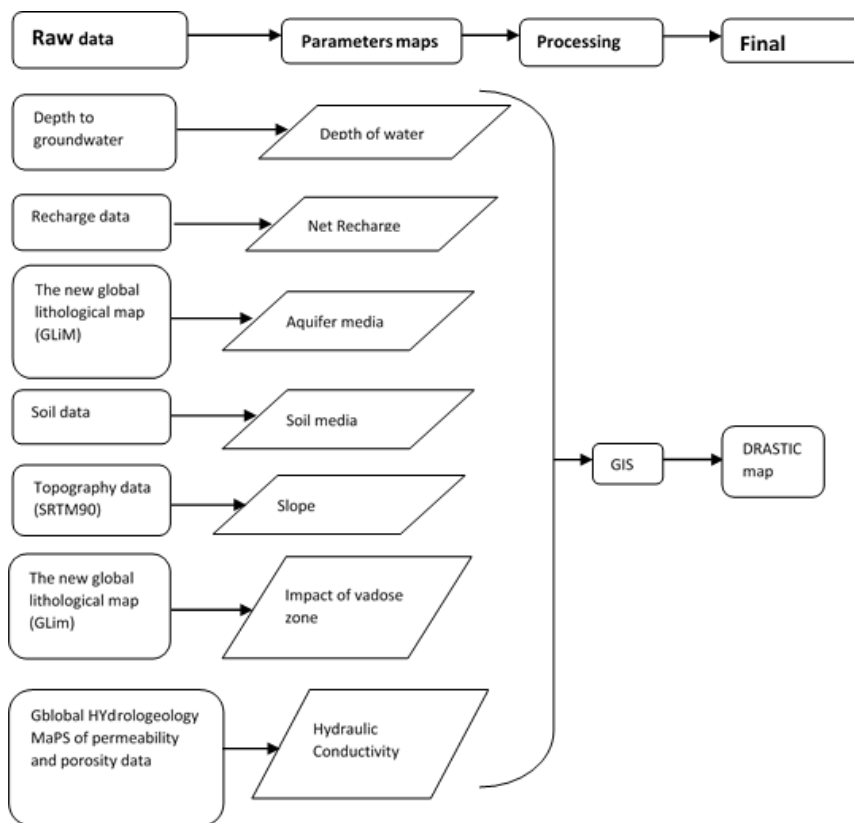 Raw data
Parameters maps
Processing
Final
Depth to
groundwater
Depth of water
Recharge data
Net Recharge
The new global
lithological map
(GLiM)
Aquifer media
Soil data
Soil media
Topography data
(SRTM90)
Slope
The new global
lithological map
(GLim)
Impact of vadose
zone
Gblobal HYdrologeology
MaPS of permeability
and porosity data
Hydraulic
Conductivity
GIS
DRASTIC
map